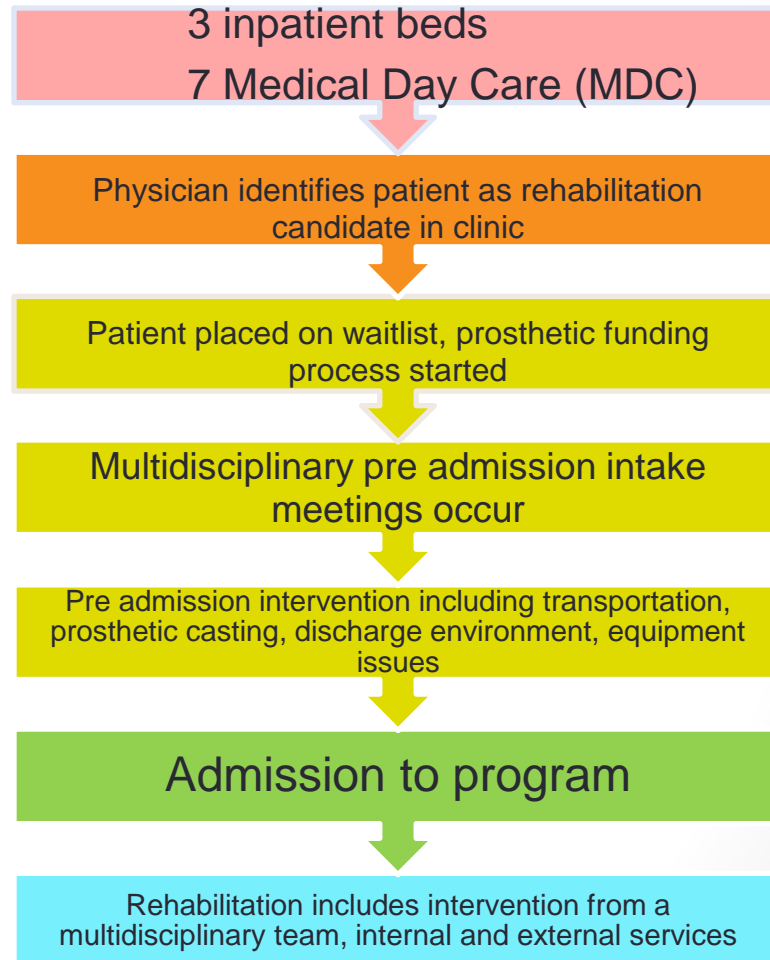 3 inpatient beds
7 Medical Day Care (MDC)
Physician identifies patient as rehabilitation
candidate in clinic
Patient placed on waitlist, prosthetic funding
process started
Multidisciplinary pre admission intake
meetings occur
Pre admission intervention including transportation,
prosthetic casting, discharge environment, equipment
issues
Admission to program
Rehabilitation includes intervention from a
multidisciplinary team, internal and external services